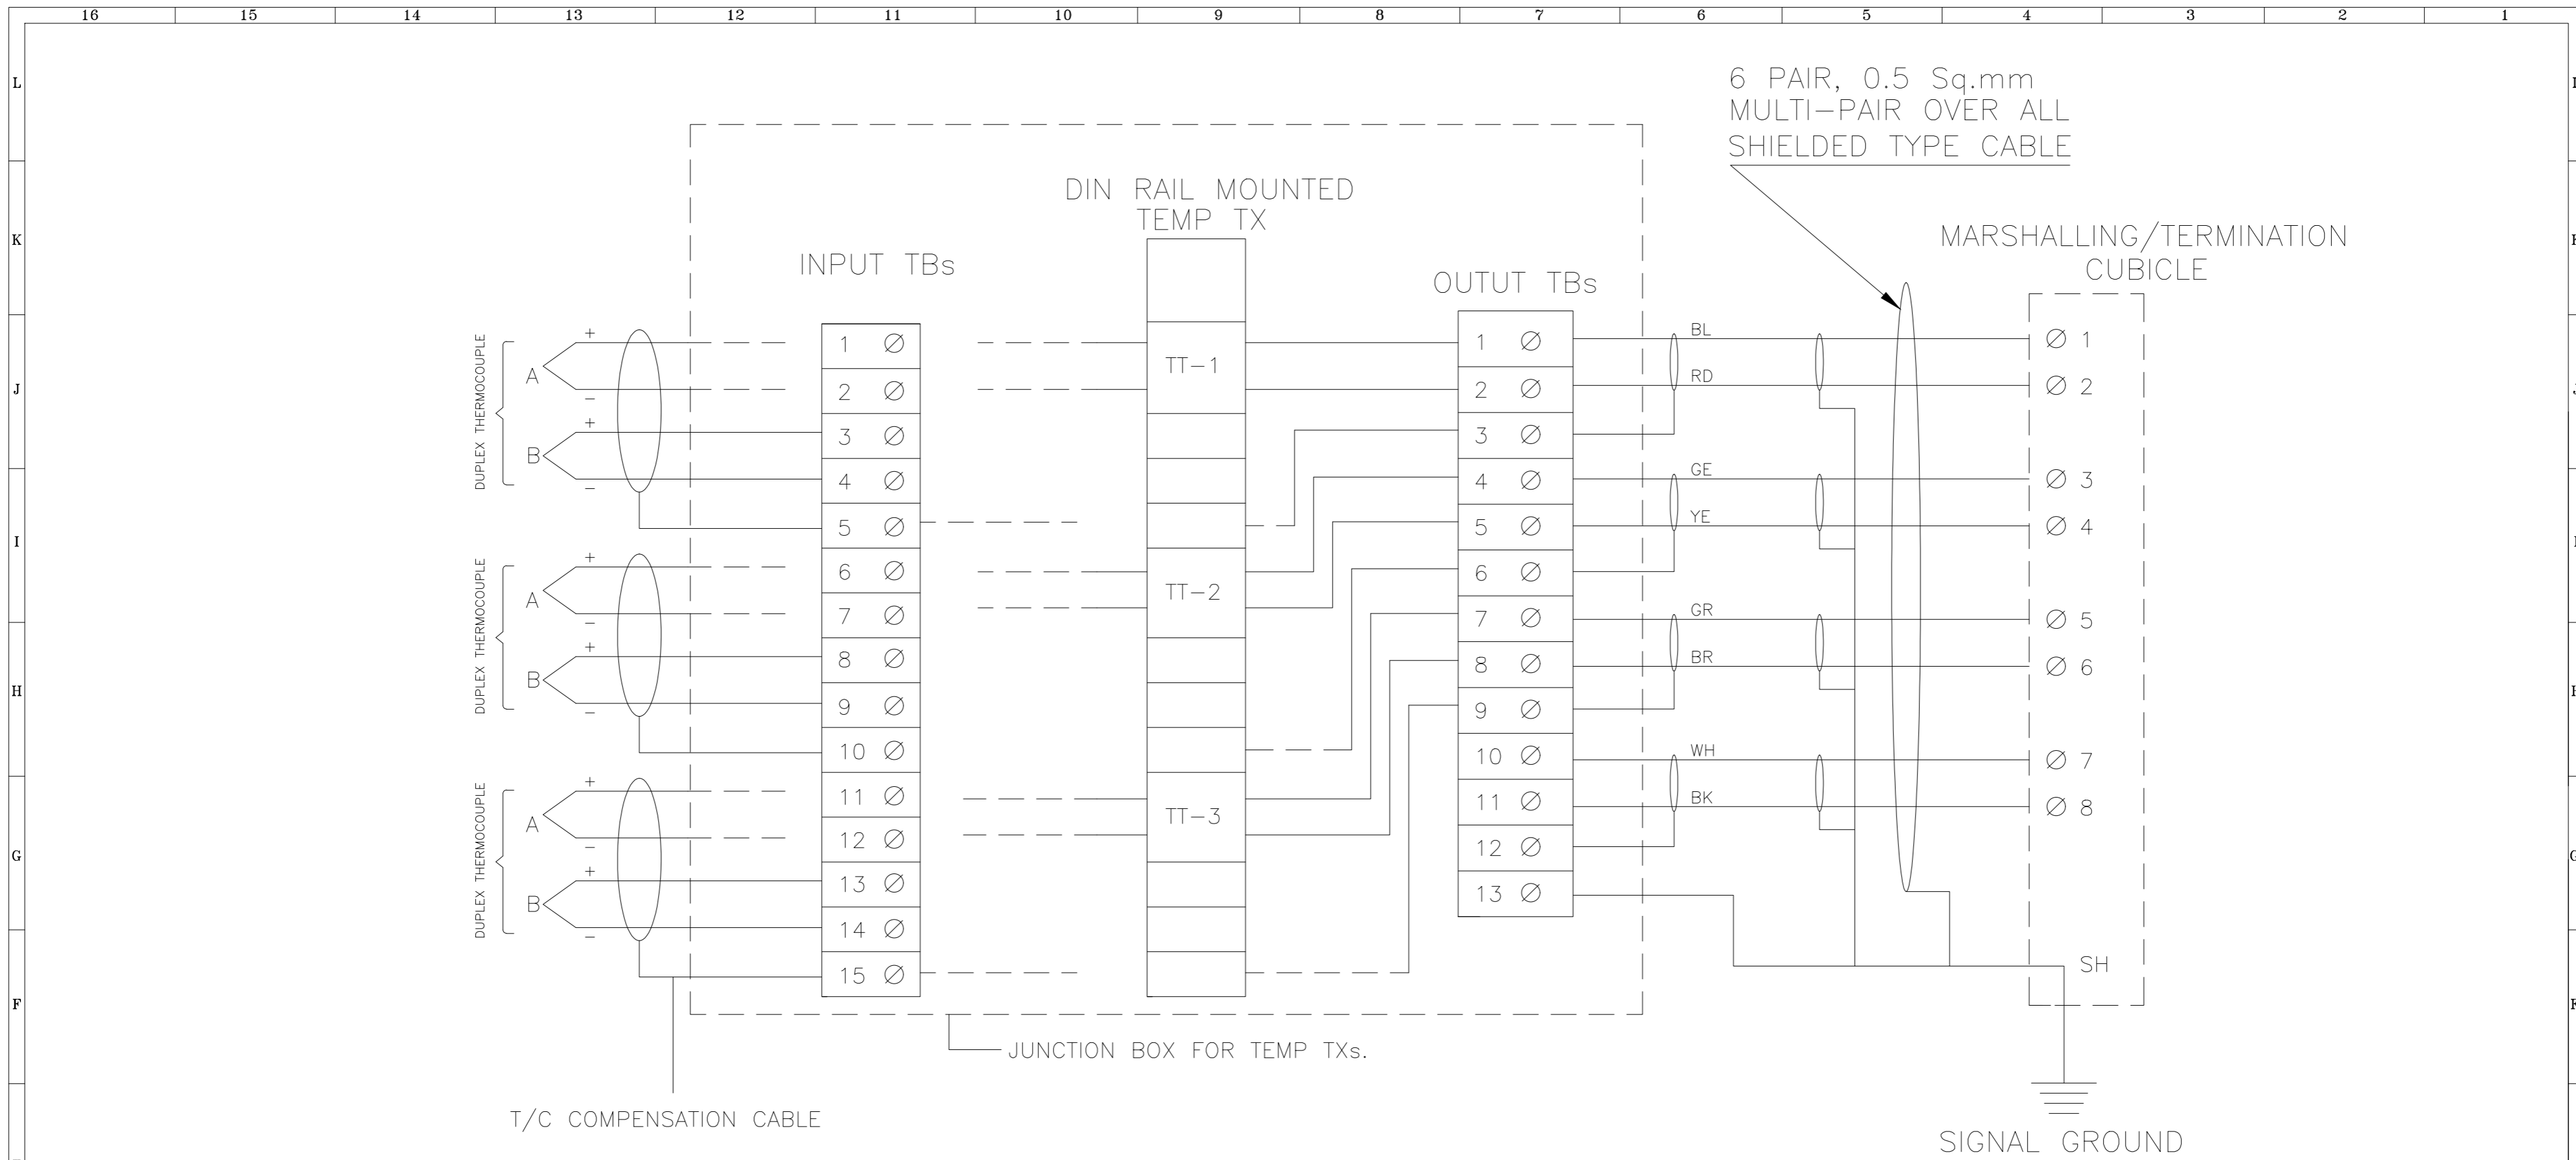 16 15 14 13 12 11 10 9 8 7 6 5 4 3 2 1
L
K
J
I
H
G
F
6 PAIR, 0.5 Sq.mm
MULTI-PAIR OVER ALL
SHIELDED TYPE CABLE
DIN RAIL MOUNTED
TEMP TX
MARSHALLING/TERMINATION
CUBICLE
INPUT TBs
OUTUT TBs
DUPLEX THERMOCOUPLE
A
+
-
B
+
-
DUPLEX THERMOCOUPLE
A
+
-
B
+
-
DUPLEX THERMOCOUPLE
A
+
-
B
+
-
1
2
3
4
5
6
7
8
9
10
11
12
13
14
15
TT-1
TT-2
TT-3
1
2
3
4
5
6
7
8
9
10
11
12
13
BL
RD
GE
YE
GR
BR
WH
BK
1
2
3
4
5
6
7
8
SH
JUNCTION BOX FOR TEMP TXs.
T/C COMPENSATION CABLE
SIGNAL GROUND